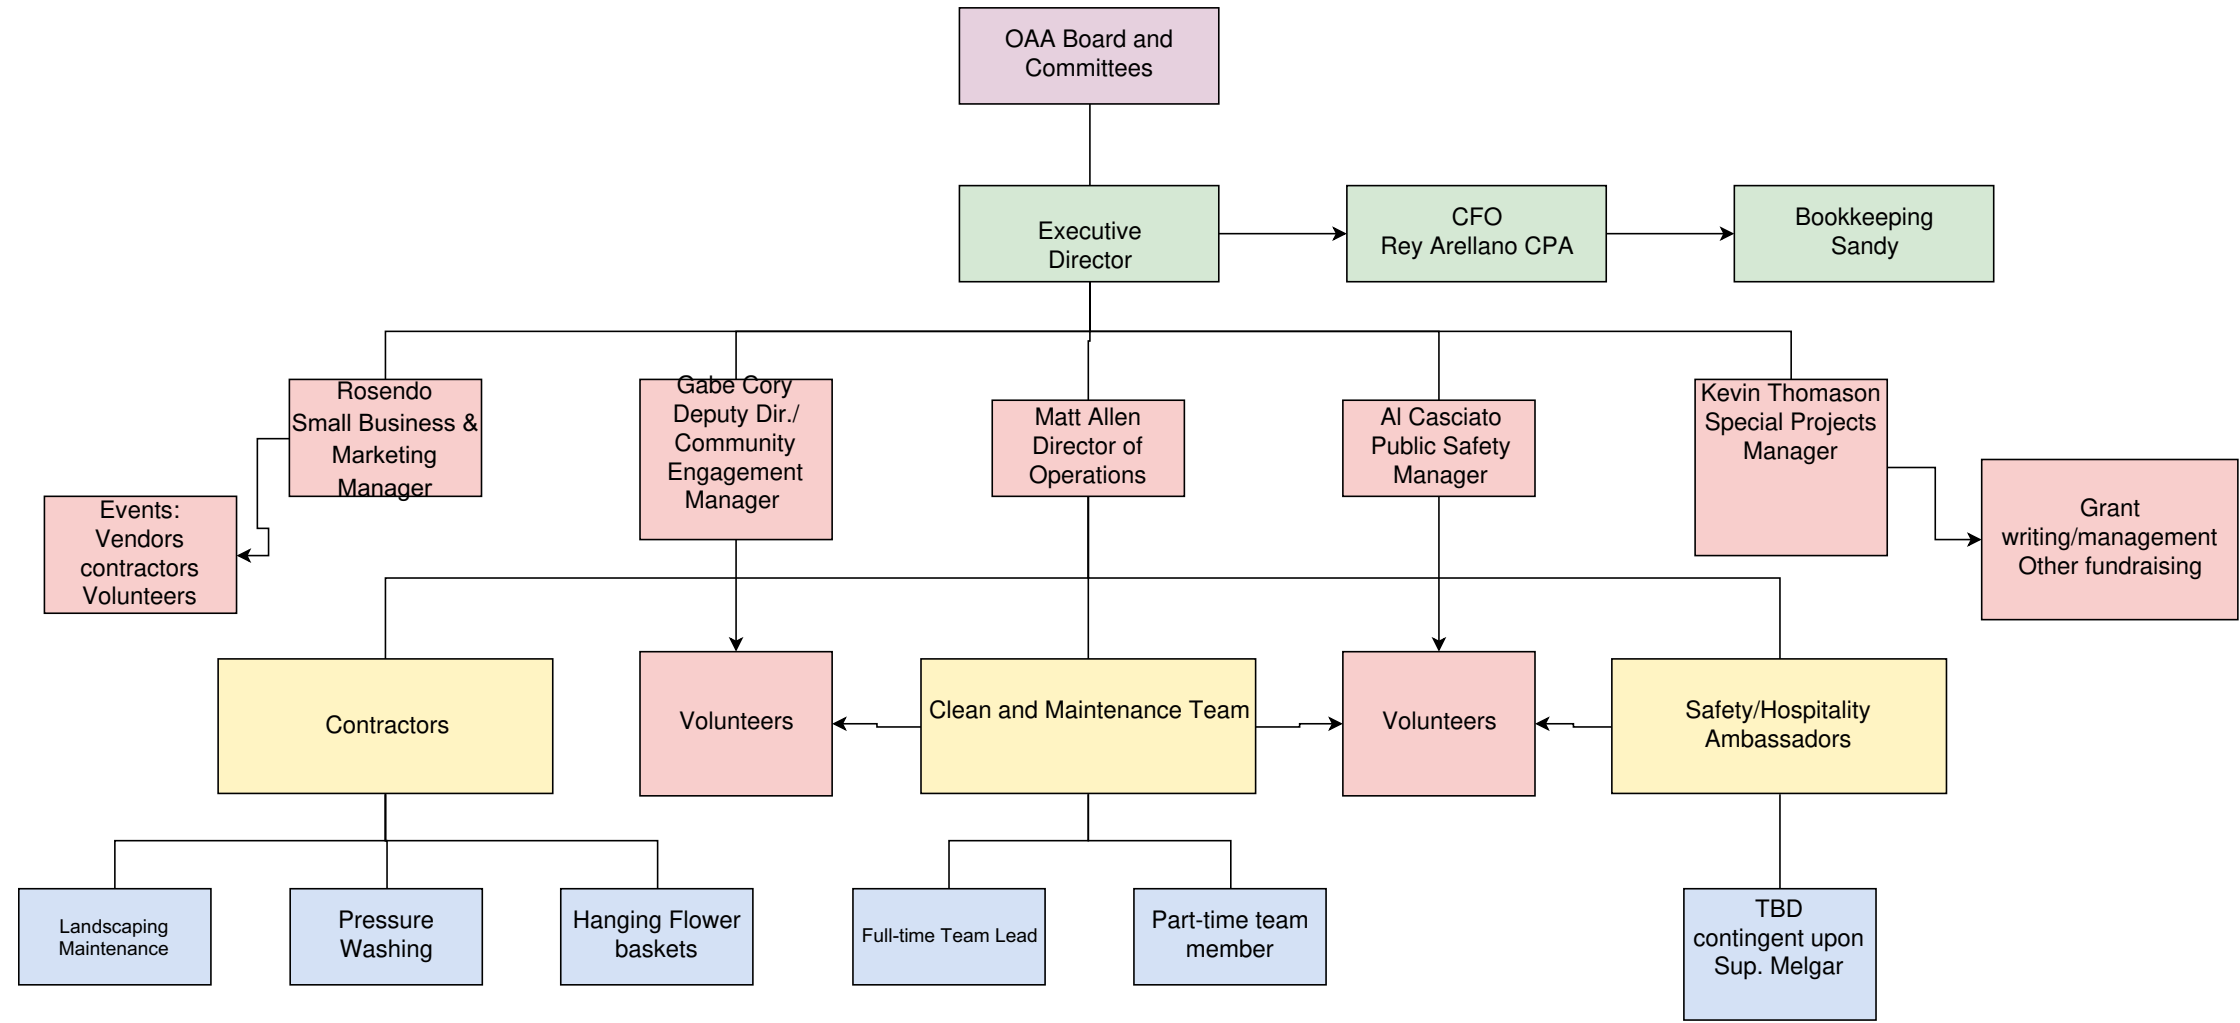 OAA Board and
Committees
Executive
Director
CFO
Rey Arellano CPA
Bookkeeping
Sandy
Rosendo
Small Business &
Marketing
Manager
Gabe Cory
Deputy Dir./
Community
Engagement
Manager
Matt Allen
Director of
Operations
Al Casciato
Public Safety
Manager
Kevin Thomason
Special Projects
Manager
Events:
Vendors
contractors
Volunteers
Grant
writing/management
Other fundraising
Contractors
Volunteers
Clean and Maintenance Team
Volunteers
Safety/Hospitality
Ambassadors
Landscaping
Maintenance
Pressure
Washing
Hanging Flower
baskets
Full-time Team Lead
Part-time team
member
TBD
contingent upon
Sup. Melgar